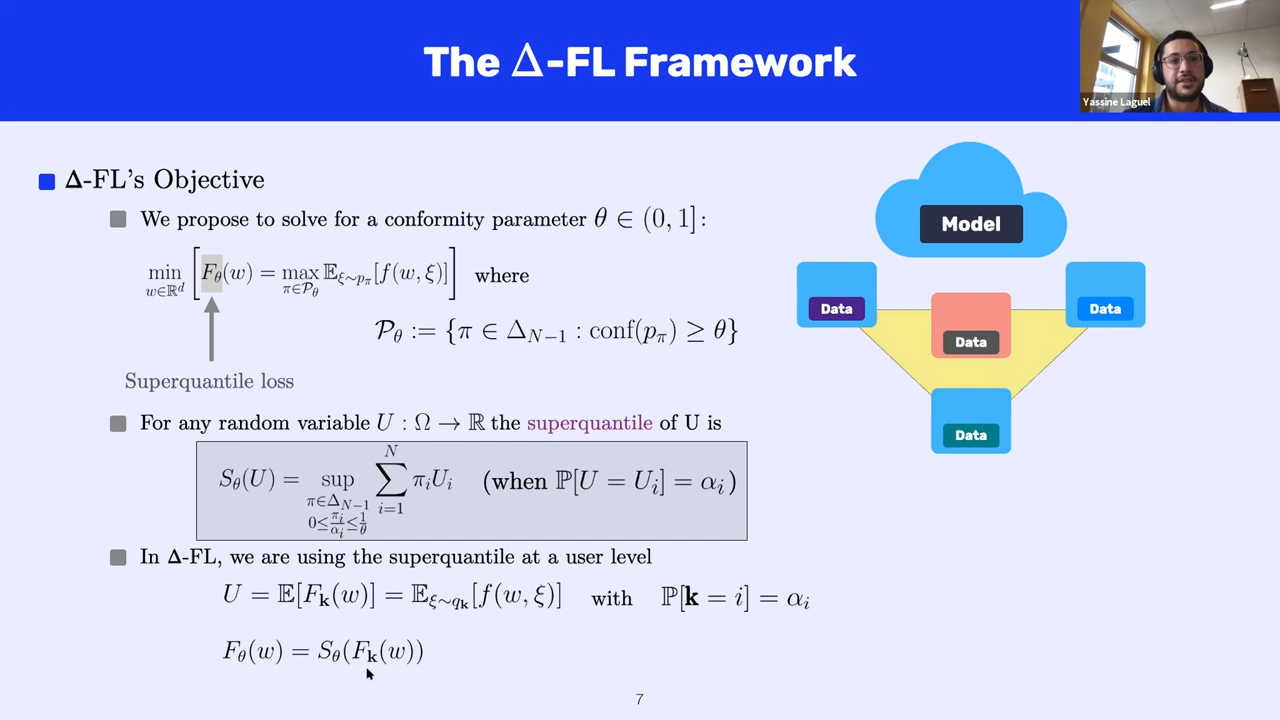 The Δ-FL Framework
Yassine Laguel
Δ-FL's Objective
We propose to solve for a conformity parameter θ ∈ (0, 1]:
min_{w∈ℝ^d} [F_θ(w) = max_{π∈𝒫_θ} 𝔼_{ξ∼p_π}[f(w, ξ)]] where
𝒫_θ := {π ∈ Δ_{N−1} : conf(p_π) ≥ θ}
Superquantile loss
For any random variable U : Ω → ℝ the superquantile of U is
S_θ(U) = sup_{π∈Δ_{N−1}, 0≤π_i/α_i≤1/θ} ∑_{i=1}^{N} π_i U_i (when ℙ[U = U_i] = α_i)
In Δ-FL, we are using the superquantile at a user level
U = 𝔼[F_k(w)] = 𝔼_{ξ∼q_k}[f(w, ξ)] with ℙ[k = i] = α_i
F_θ(w) = S_θ(F_k(w))
Model
Data
Data
Data
Data
7